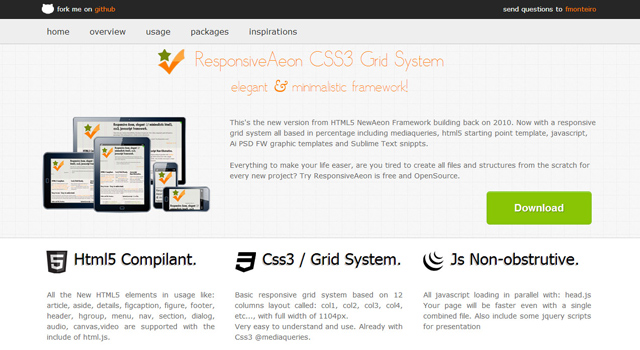 fork me on github
send questions to fmonteiro
home overview usage packages inspirations
ResponsiveAeon CSS3 Grid System
elegant & minimalistic framework!
This's the new version from HTML5 NewAeon Framework building back on 2010. Now with a responsive
grid system all based in percentage including mediaqueries, html5 starting point template, javascript,
Ai PSD FW graphic templates and Sublime Text snippts.
Everything to make your life easer, are you tired to create all files and structures from the scratch for
every new project? Try ResponsiveAeon is free and OpenSource.
Download
Html5 Compilant.
All the New HTML5 elements in usage like:
article, aside, details, figcaption, figure, footer,
header, hgroup, menu, nav, section, dialog,
audio, canvas,video are supported with the
include of html.js.
Css3 / Grid System.
Basic responsive grid system based on 12
columns layout called: col1, col2, col3, col4,
etc..., with full width of 1104px.
Very easy to understand and use. Already with
Css3 @mediaqueries.
Js Non-obstrutive.
All javascript loading in parallel with: head.js
Your page will be faster even with a single
combined file. Also include some jquery scripts
for presentation